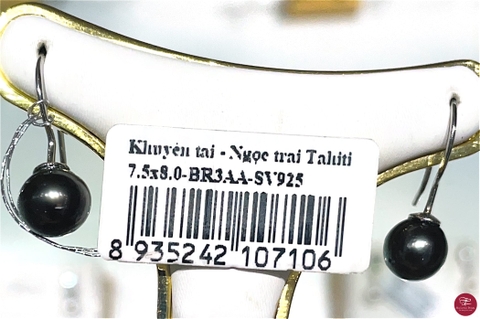 Khuyên tai - Ngọc trai Tahiti
7.5x8.0-BR3AA-SV925
8 935242 107106